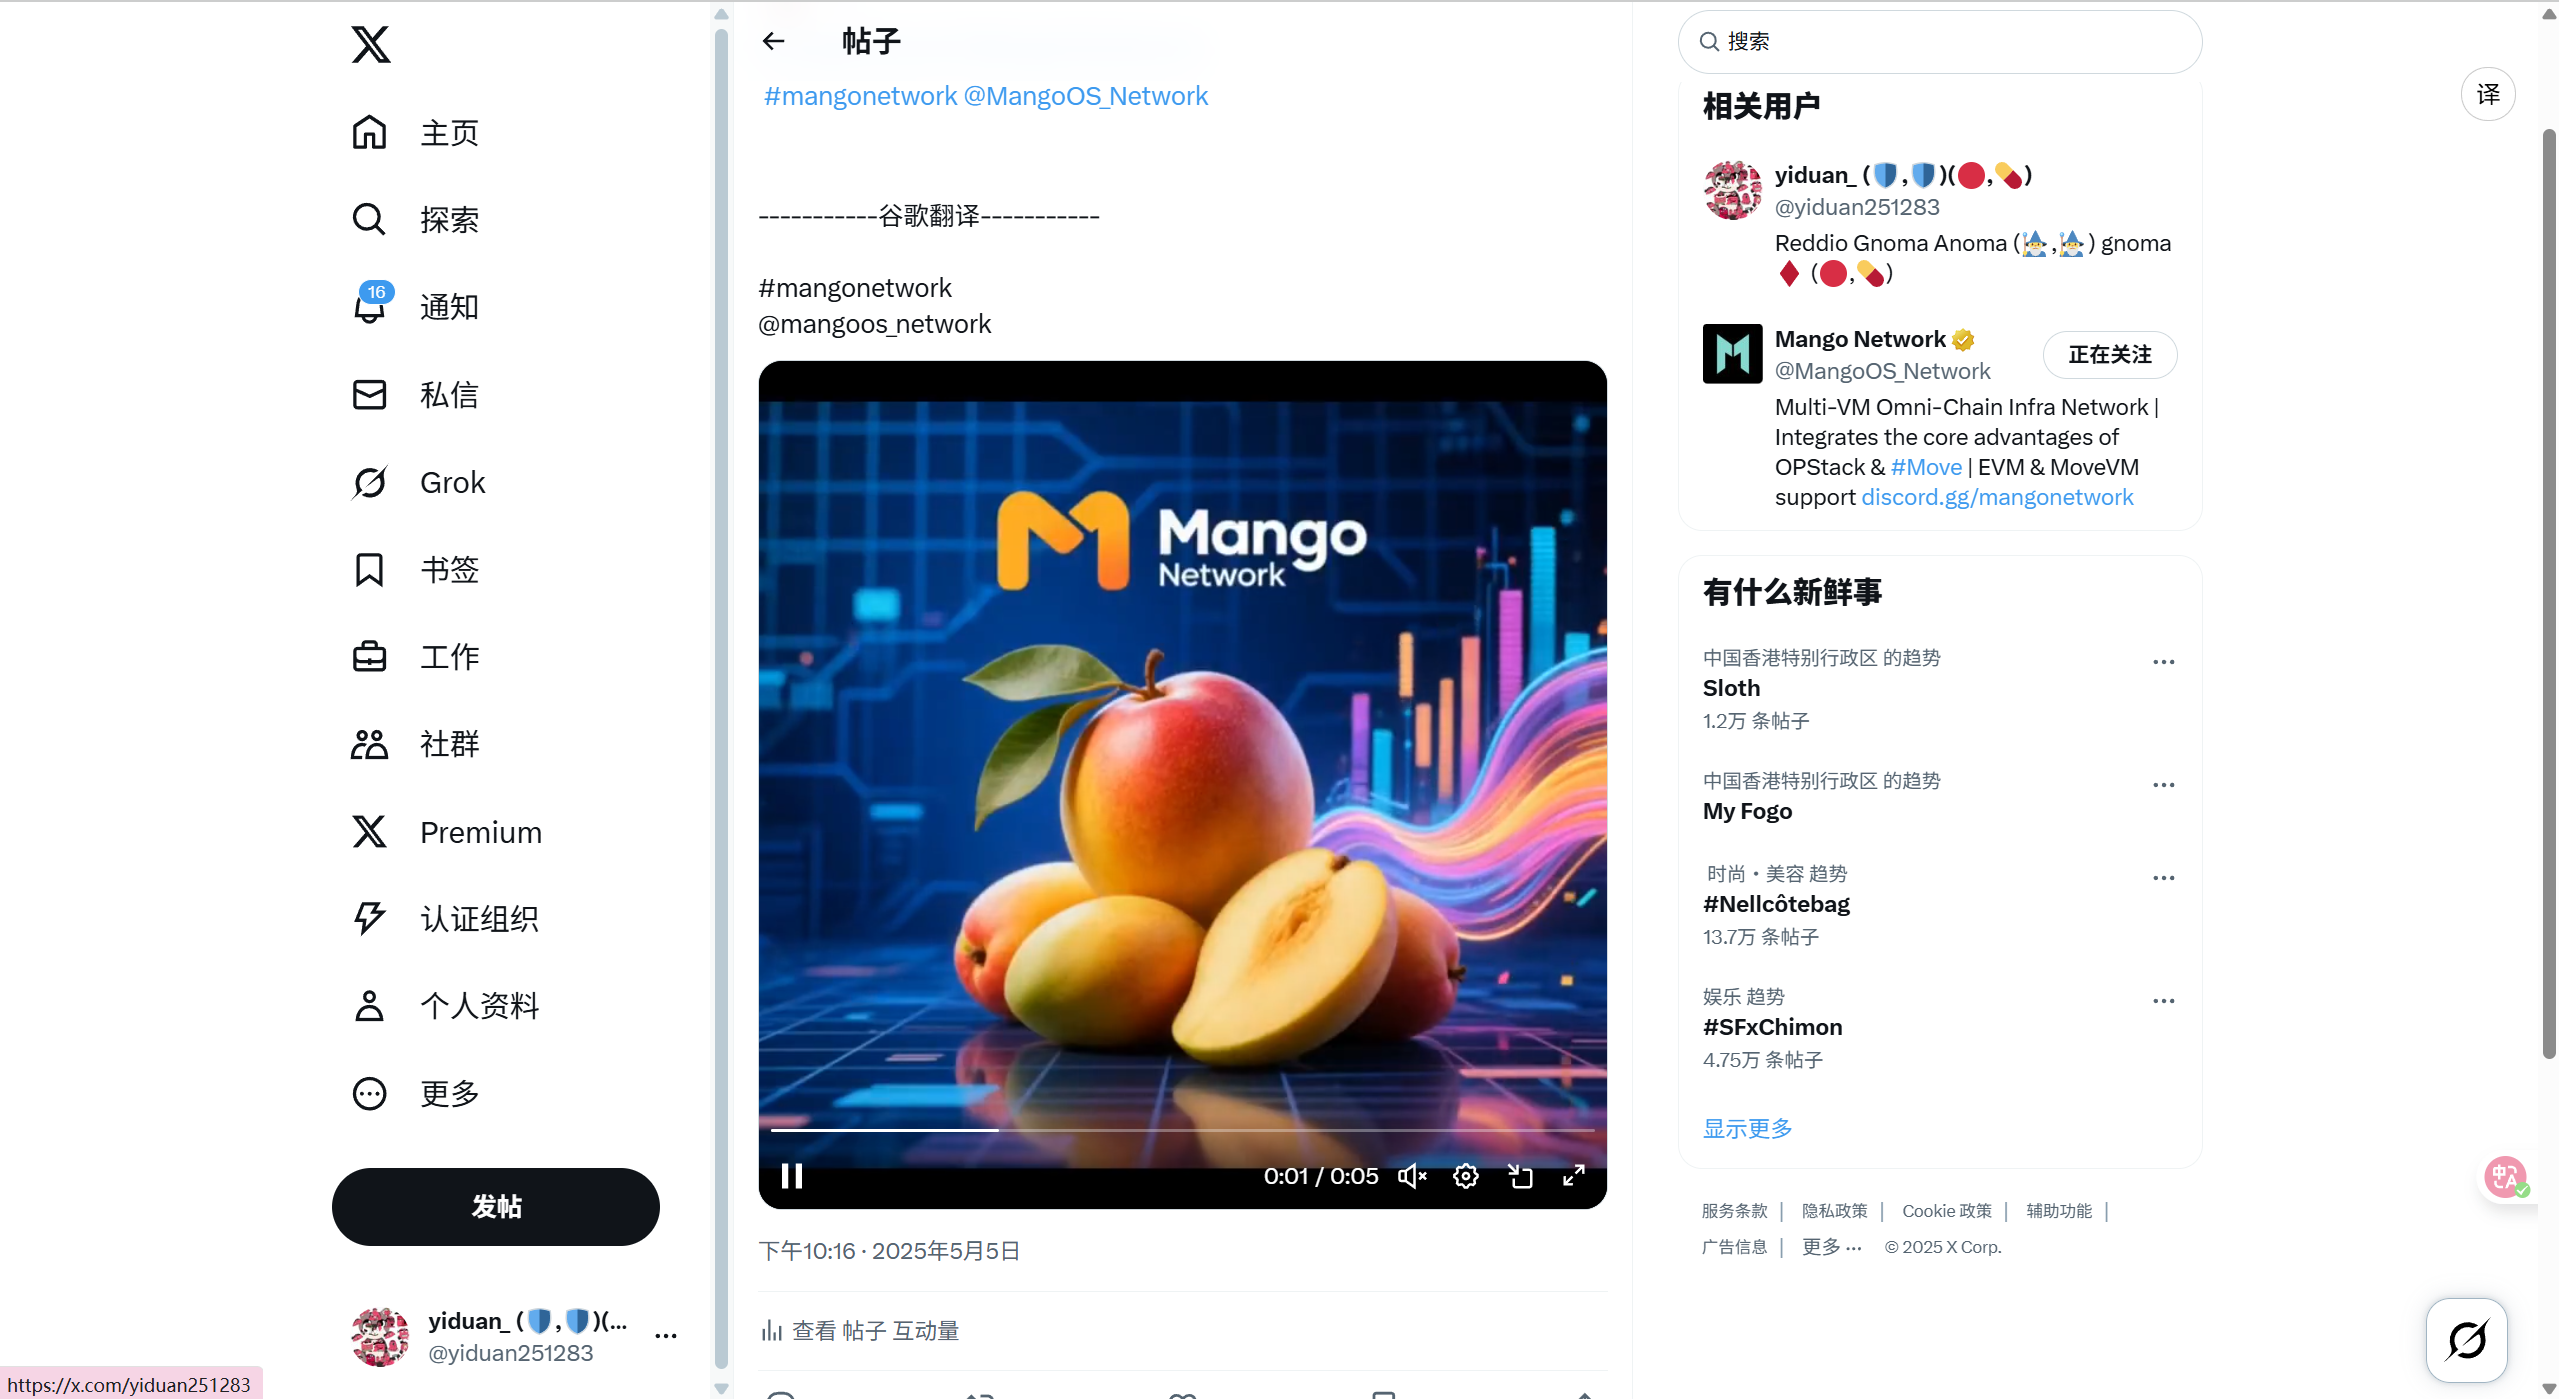 主页
探索
16
通知
私信
Grok
书签
工作
社群
Premium
认证组织
个人资料
更多
发帖
yiduan_ (🛡️,🛡️)(...
@yiduan251283
https://x.com/yiduan251283
帖子
#mangonetwork @MangoOS_Network
-----------谷歌翻译-----------
#mangonetwork
@mangoos_network
Mango
Network
0:01 / 0:05
下午10:16 · 2025年5月5日
查看 帖子 互动量
搜索
相关用户
yiduan_ (🛡️,🛡️)(🔴,💊)
@yiduan251283
Reddio Gnoma Anoma (🧙‍♂️,🧙‍♂️) gnoma
♦️ (🔴,💊)
Mango Network
@MangoOS_Network
正在关注
Multi-VM Omni-Chain Infra Network |
Integrates the core advantages of
OPStack & #Move | EVM & MoveVM
support discord.gg/mangonetwork
有什么新鲜事
中国香港特别行政区 的趋势
Sloth
1.2万 条帖子
中国香港特别行政区 的趋势
My Fogo
时尚・美容 趋势
#Nellcôtebag
13.7万 条帖子
娱乐 趋势
#SFxChimon
4.75万 条帖子
显示更多
服务条款 | 隐私政策 | Cookie 政策 | 辅助功能 |
广告信息 | 更多 ··· © 2025 X Corp.
译
中A